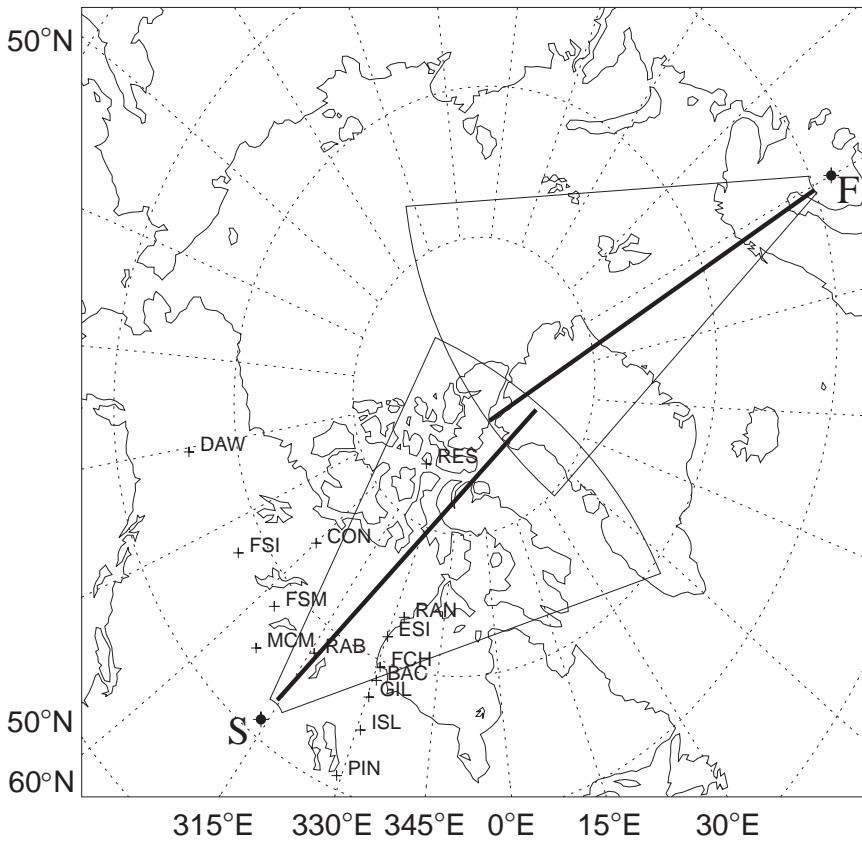 50°N
F
DAW
RES
FSI
CON
FSM
RAN
ESI
MCM
RAB
FCH
BAC
GIL
S
50°N
ISL
PIN
60°N
315°E 330°E 345°E 0°E 15°E 30°E